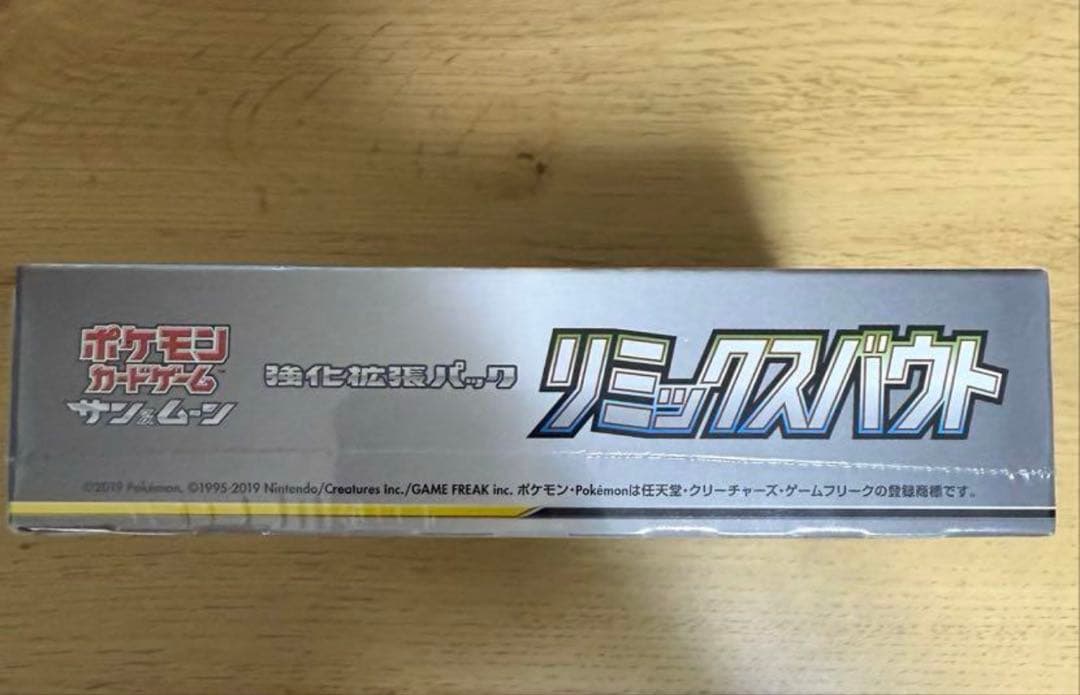 ポケモン
カードゲーム™
サン&ムーン
強化拡張パック
リミックスバウト
©2019 Pokémon. ©1995-2019 Nintendo/Creatures Inc./GAME FREAK inc. ポケモン・Pokémonは任天堂・クリーチャーズ・ゲームフリークの登録商標です。